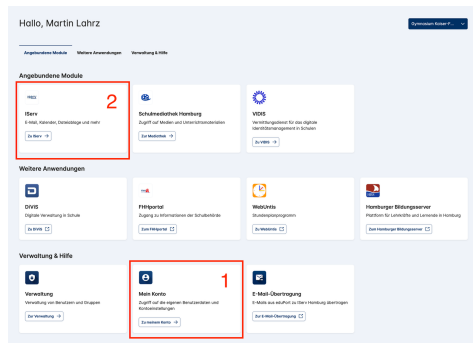 Hallo, Martin Lahrz
Gymnasium Kaiser-F...
Angebundene Module
Weitere Anwendungen
Verwaltung & Hilfe
Angebundene Module
2
IServ
E-Mail, Kalender, Dateiablage und mehr
Zu IServ →
Schulmediathek Hamburg
Zugriff auf Medien und Unterrichtsmaterialien
Zur Mediathek →
VIDIS
Vermittlungsdienst für das digitale
Identitätsmanagement in Schulen
Zu VIDIS →
Weitere Anwendungen
DiViS
Digitale Verwaltung in Schule
Zu DiViS
FHHportal
Zugang zu Informationen der Schulbehörde
Zum FHHportal
WebUntis
Stundenplanprogramm
Zu WebUntis
Hamburger Bildungsserver
Plattform für Lehrkräfte und Lernende in Hamburg
Zum Hamburger Bildungsserver
Verwaltung & Hilfe
Verwaltung
Verwaltung von Benutzern und Gruppen
Zur Verwaltung →
1
Mein Konto
Zugriff auf die eigenen Benutzerdaten und
Kontoeinstellungen
Zu meinem Konto →
E-Mail-Übertragung
E-Mails aus eduPort zu IServ Hamburg übertragen
Zur E-Mail-Übertragung